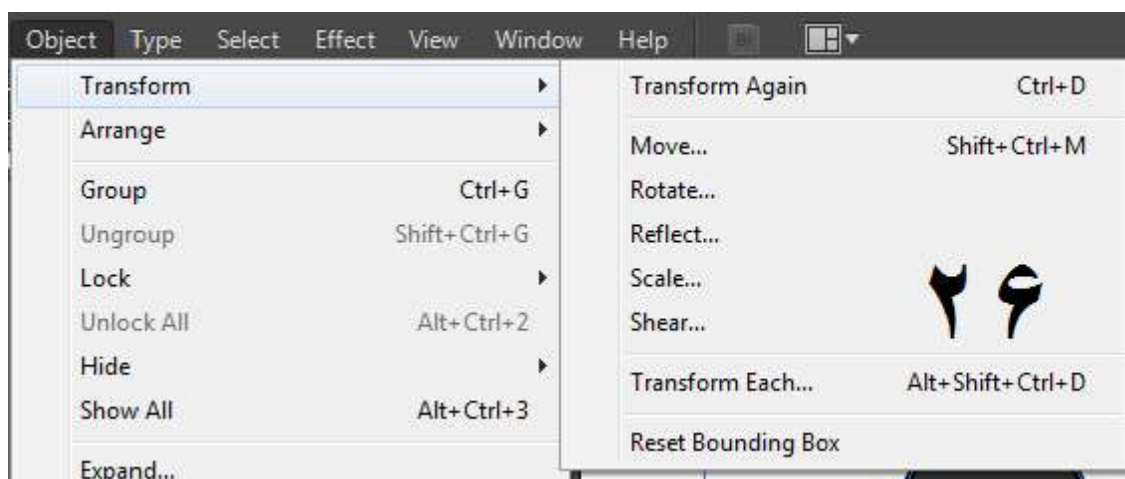 Object Type Select Effect View Window Help
Transform
Arrange
Group Ctrl+G
Ungroup Shift+Ctrl+G
Lock
Unlock All Alt+Ctrl+2
Hide
Show All Alt+Ctrl+3
Expand...
Transform Again Ctrl+D
Move... Shift+Ctrl+M
Rotate...
Reflect...
Scale...
Shear...
۲۶
Transform Each... Alt+Shift+Ctrl+D
Reset Bounding Box